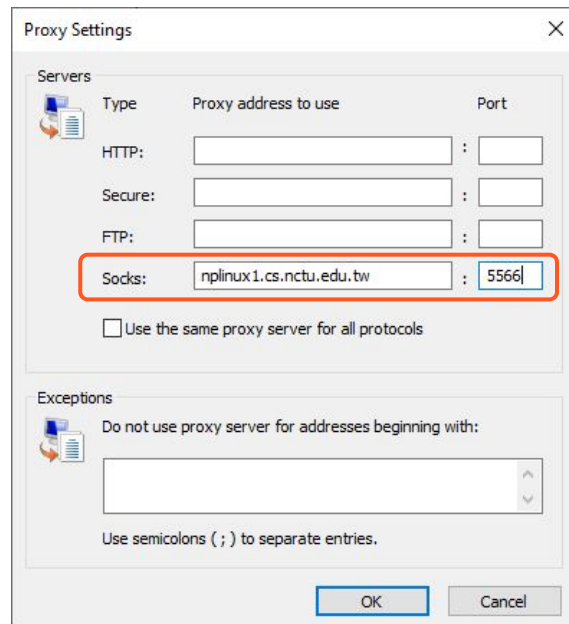 Proxy Settings
Servers
Type Proxy address to use Port
HTTP: :
Secure: :
FTP: :
Socks: nplinux1.cs.nctu.edu.tw : 5566
Use the same proxy server for all protocols
Exceptions
Do not use proxy server for addresses beginning with:
Use semicolons ( ; ) to separate entries.
OK Cancel